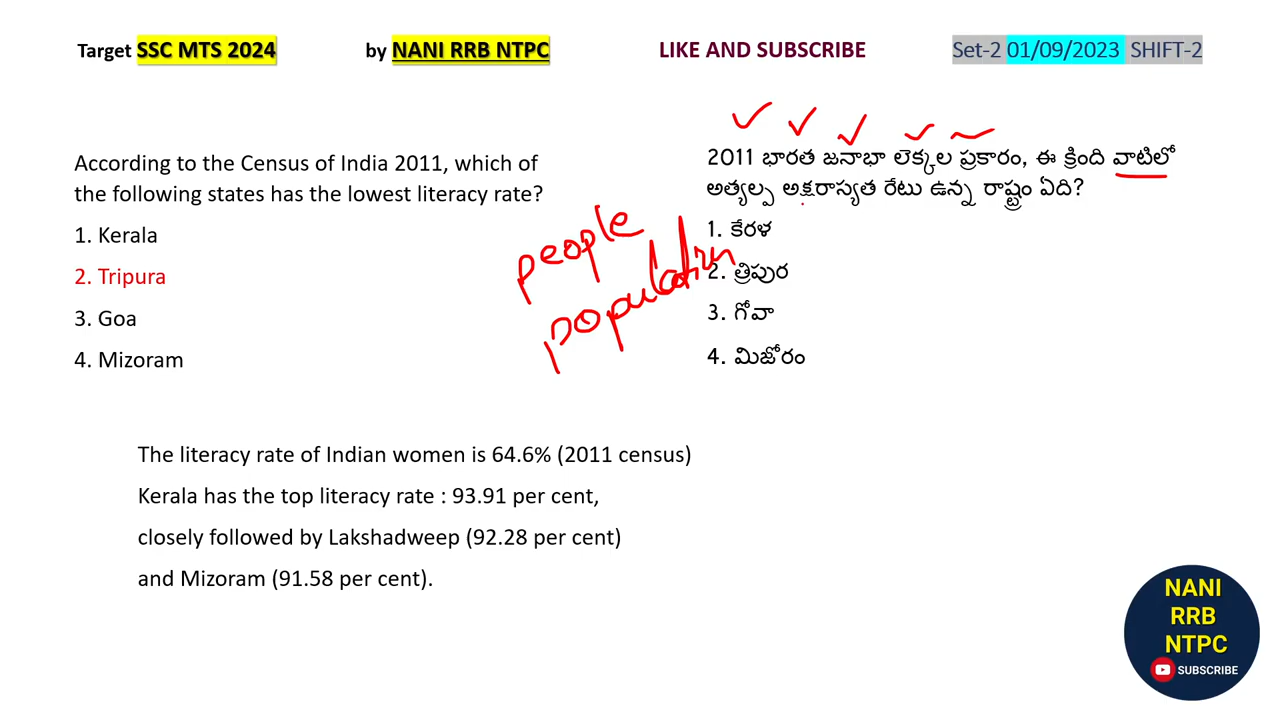 Target SSC MTS 2024 by NANI RRB NTPC LIKE AND SUBSCRIBE Set-2 01/09/2023 SHIFT-2
According to the Census of India 2011, which of
the following states has the lowest literacy rate?
1. Kerala
2. Tripura
3. Goa
4. Mizoram
people
population
2011 భారత జనాభా లెక్కల ప్రకారం, ఈ క్రింది వాటిలో
అత్యల్ప అక్షరాస్యత రేటు ఉన్న రాష్ట్రం ఏది?
1. కేరళ
2. త్రిపుర
3. గోవా
4. మిజోరం
The literacy rate of Indian women is 64.6% (2011 census)
Kerala has the top literacy rate : 93.91 per cent,
closely followed by Lakshadweep (92.28 per cent)
and Mizoram (91.58 per cent).
NANI
RRB
NTPC
SUBSCRIBE